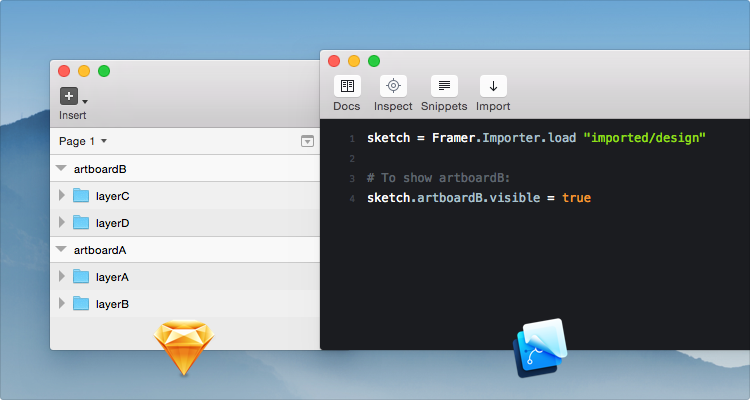 Insert
Page 1
artboardB
layerC
layerD
artboardA
layerA
layerB
Docs Inspect Snippets Import
1 sketch = Framer.Importer.load "imported/design"
2
3 # To show artboardB:
4 sketch.artboardB.visible = true